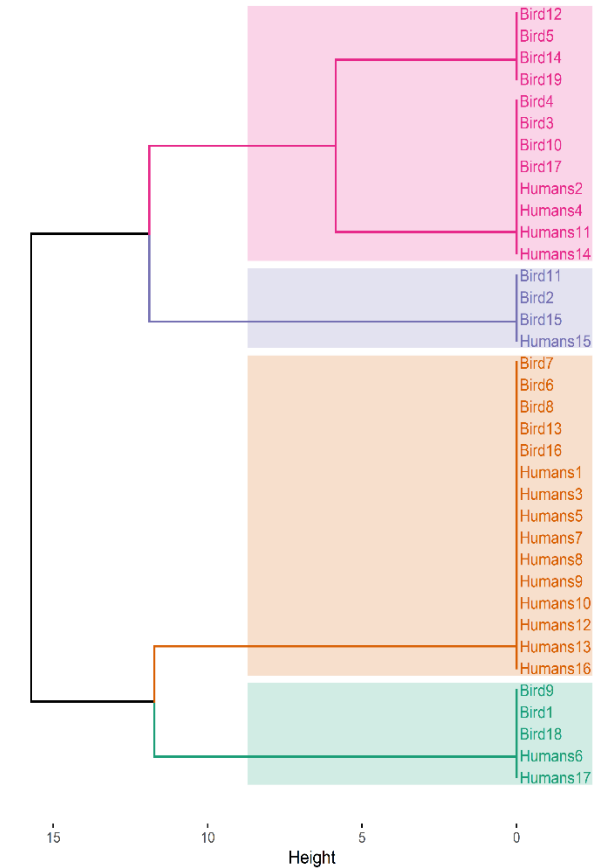 Bird12
Bird5
Bird14
Bird19
Bird4
Bird3
Bird10
Bird17
Humans2
Humans4
Humans11
Humans14
Bird11
Bird2
Bird15
Humans15
Bird7
Bird6
Bird8
Bird13
Bird16
Humans1
Humans3
Humans5
Humans7
Humans8
Humans9
Humans10
Humans12
Humans13
Humans16
Bird9
Bird1
Bird18
Humans6
Humans17
15 10 5 0
Height